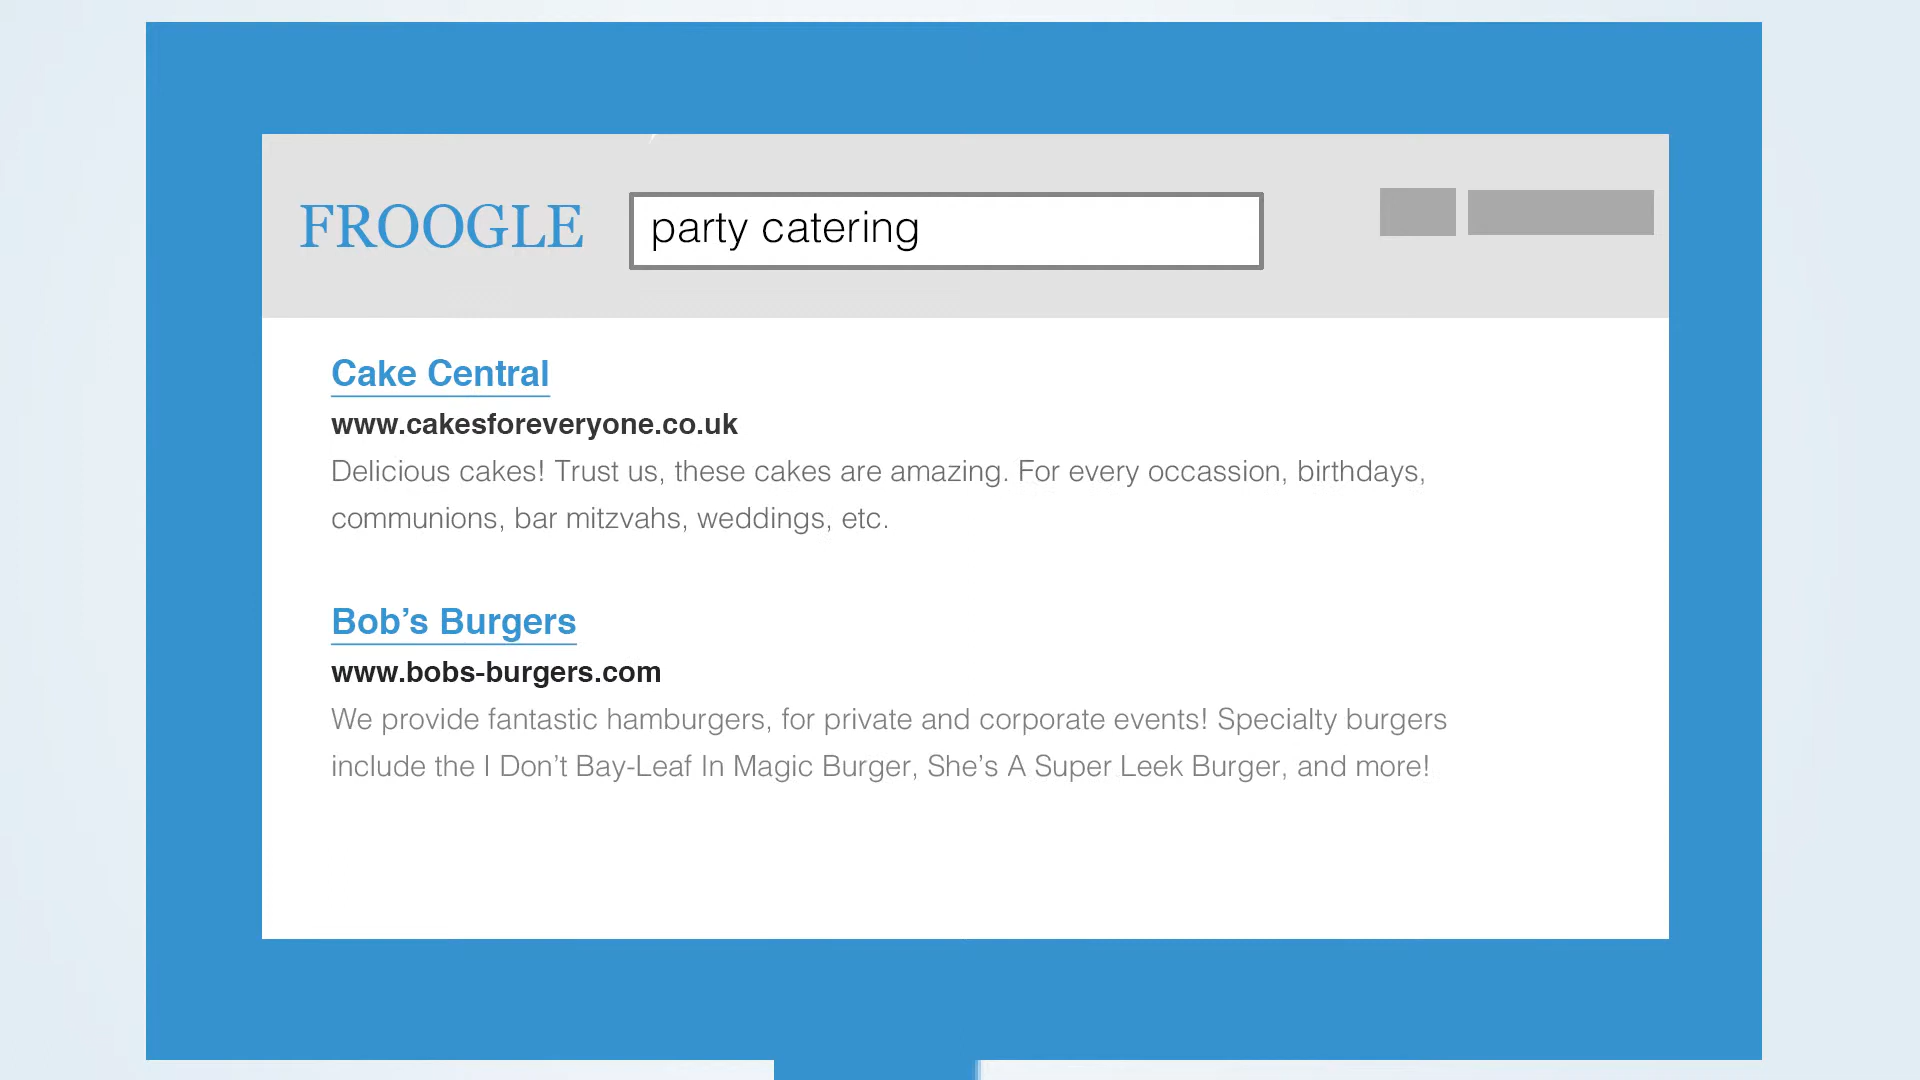 FROOGLE
party catering
Cake Central
www.cakesforeveryone.co.uk
Delicious cakes! Trust us, these cakes are amazing. For every occassion, birthdays,
communions, bar mitzvahs, weddings, etc.
Bob’s Burgers
www.bobs-burgers.com
We provide fantastic hamburgers, for private and corporate events! Specialty burgers
include the I Don’t Bay-Leaf In Magic Burger, She’s A Super Leek Burger, and more!